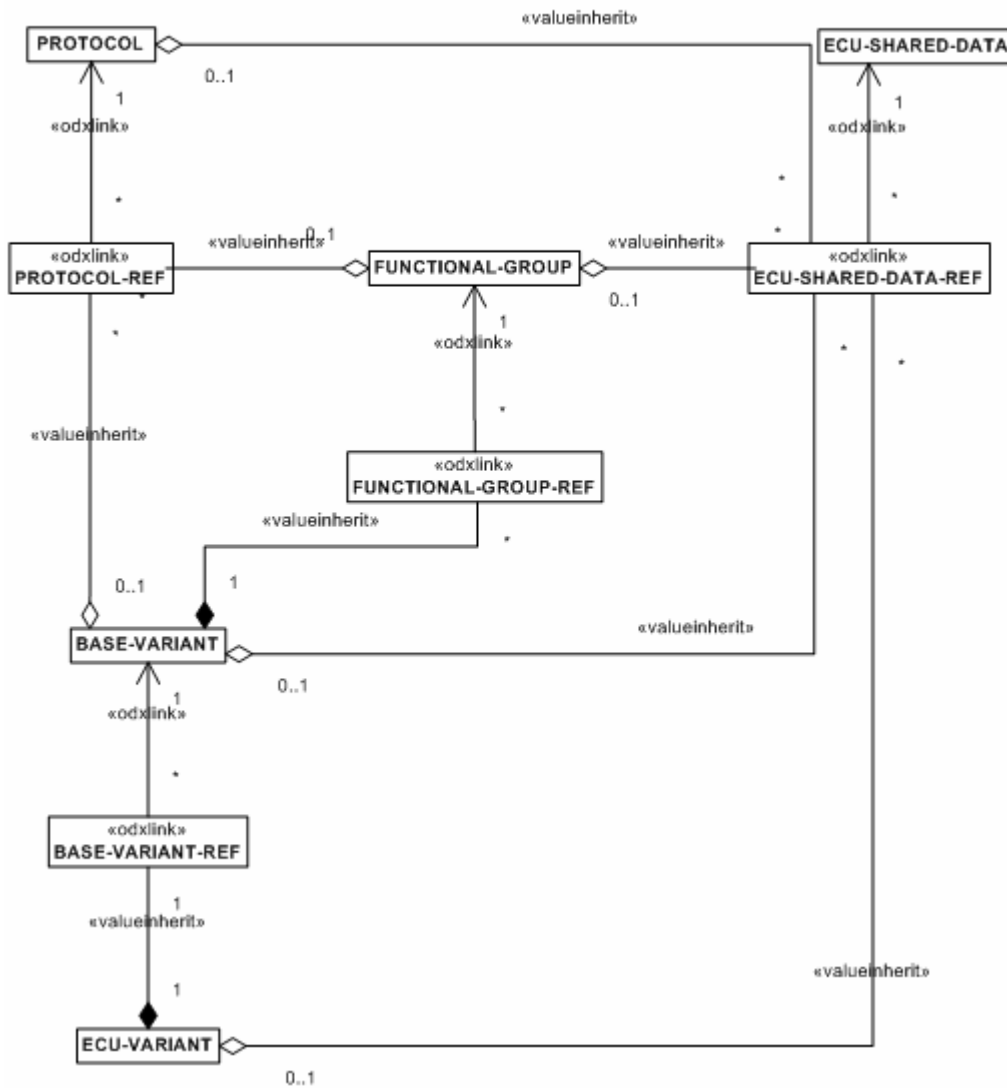 «valueinherit»
PROTOCOL
ECU-SHARED-DATA
0..1
1
1
«odxlink»
«odxlink»
*
*
*
«valueinherit»
0..1
«valueinherit»
*
«odxlink»
PROTOCOL-REF
FUNCTIONAL-GROUP
«odxlink»
ECU-SHARED-DATA-REF
*
0..1
*
1
«odxlink»
*
*
*
«valueinherit»
«odxlink»
FUNCTIONAL-GROUP-REF
«valueinherit»
*
0..1
1
«valueinherit»
BASE-VARIANT
0..1
1
«odxlink»
*
«odxlink»
BASE-VARIANT-REF
1
«valueinherit»
«valueinherit»
1
ECU-VARIANT
0..1